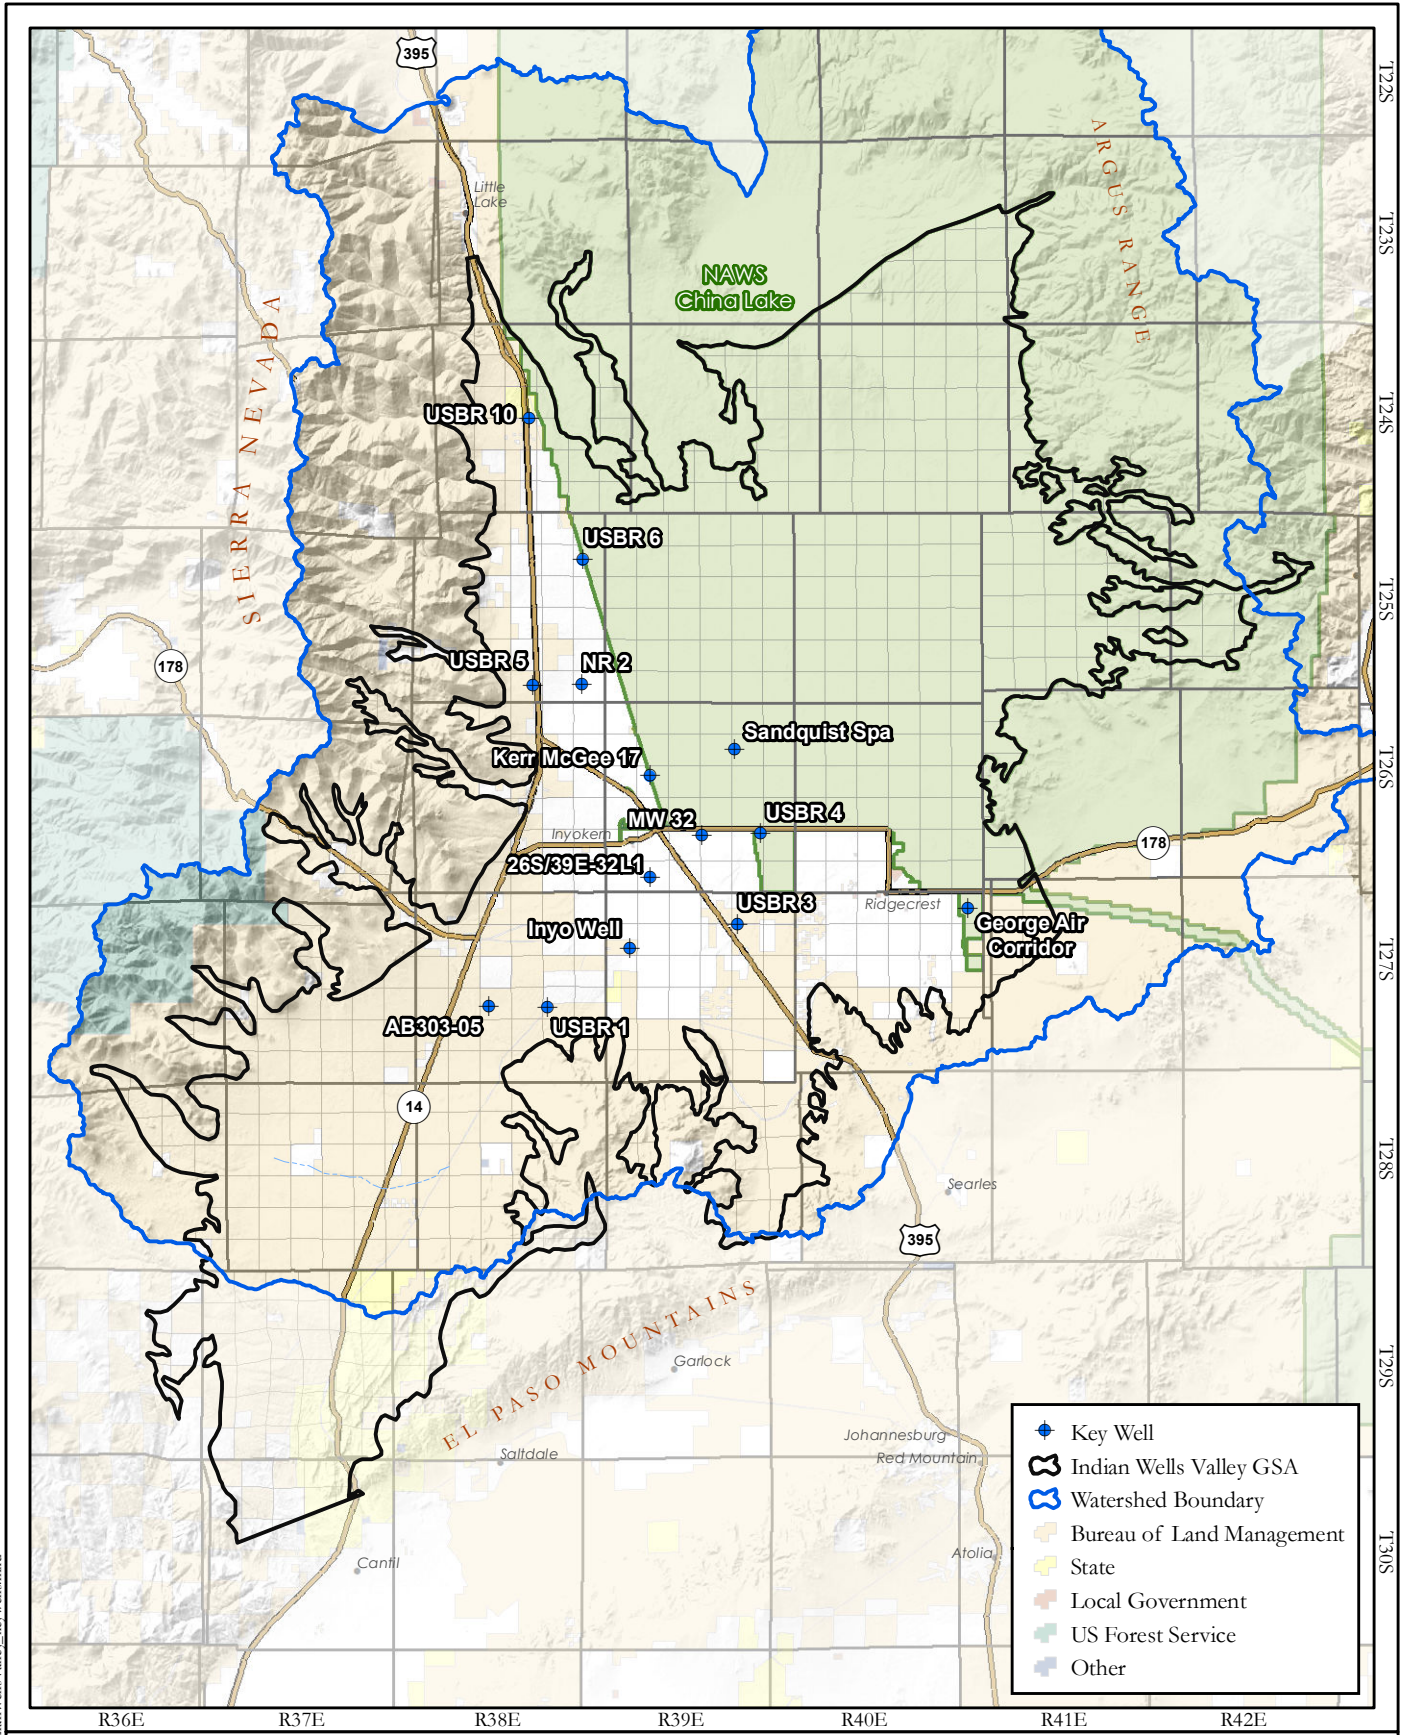 395
T22S
ARGUS RANGE
Little
Lake
T23S
NAWS
China Lake
SIERRA NEVADA
USBR 10
T24S
USBR 6
T25S
178
USBR 5
NR 2
Sandquist Spa
Kerr McGee 17
T26S
MW 32
USBR 4
Inyokern
178
26S/39E-32L1
Ridgecrest
USBR 3
George Air
Corridor
Inyo Well
T27S
AB303-05
USBR 1
14
T28S
Searles
395
EL PASO MOUNTAINS
Garlock
T29S
Johannesburg
Red Mountain
Saltdale
Atolia
Cantil
T30S
Key Well
Indian Wells Valley GSA
Watershed Boundary
Bureau of Land Management
State
Local Government
US Forest Service
Other
R36E
R37E
R38E
R39E
R40E
R41E
R42E